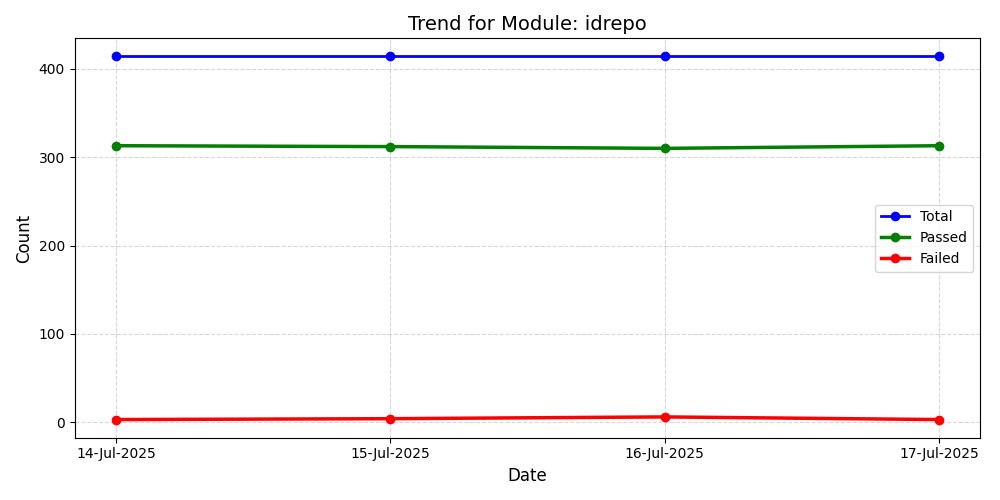 Trend for Module: idrepo
Count
400
300
200
100
0
Total
Passed
Failed
14-Jul-2025
15-Jul-2025
16-Jul-2025
17-Jul-2025
Date